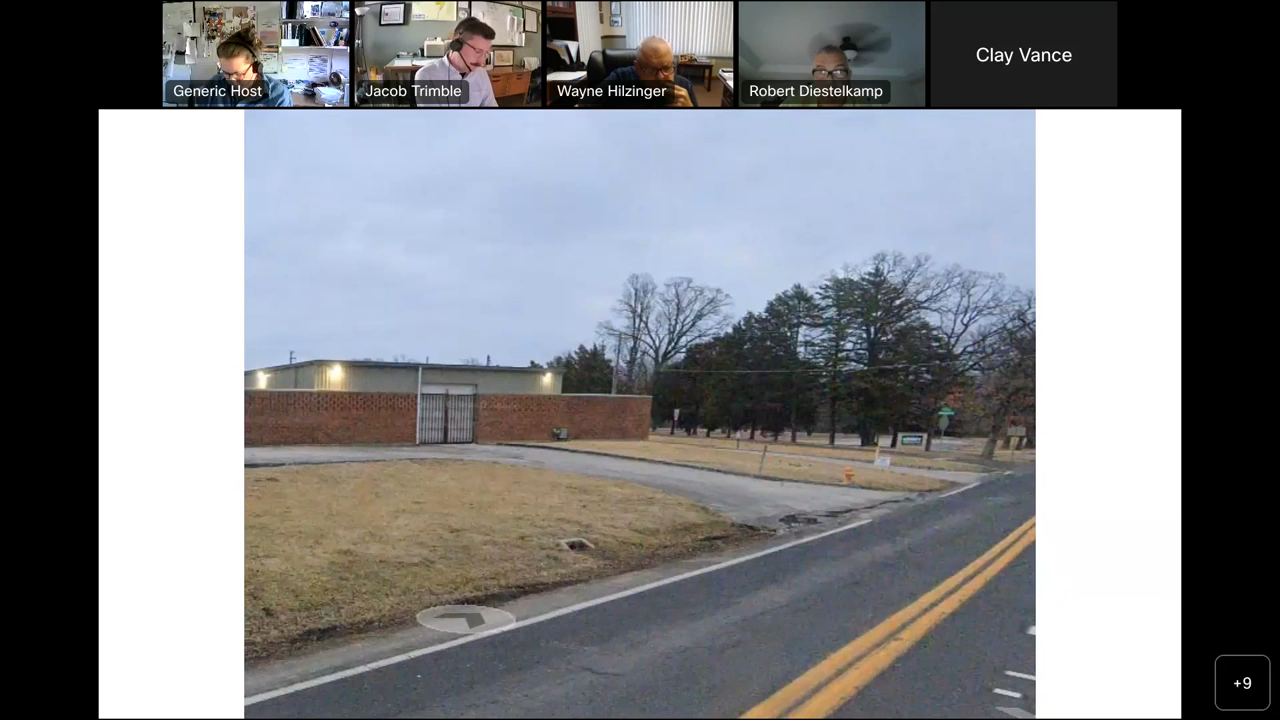 Generic Host
Jacob Trimble
Wayne Hilzinger
Robert Diestelkamp
Clay Vance
+9